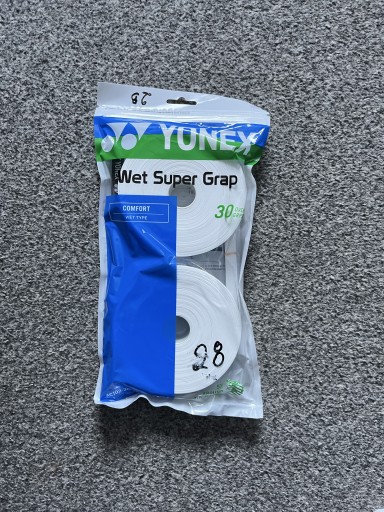 28
YONEX
Wet Super Grap
COMFORT
WET TYPE
30
28